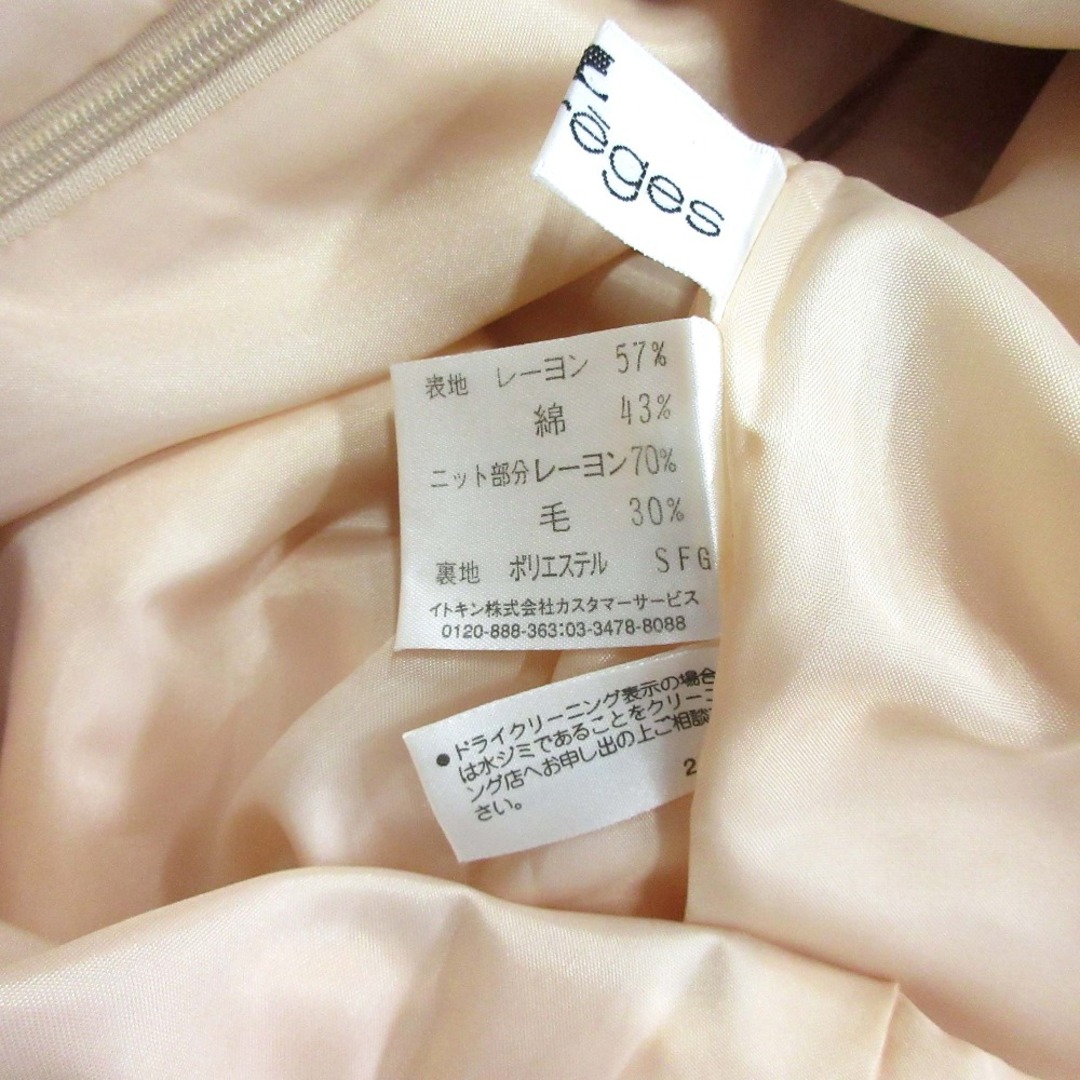 rēges
表地 レーヨン 57%
綿 43%
ニット部分 レーヨン 70%
毛 30%
裏地 ポリエステル SFG
イトキン株式会社カスタマーサービス
0120-888-363:03-3478-8088
●ドライクリーニング表示の場合
は水ジミであることをクリーニ
ング店へお申し出の上ご相談
さい。
2